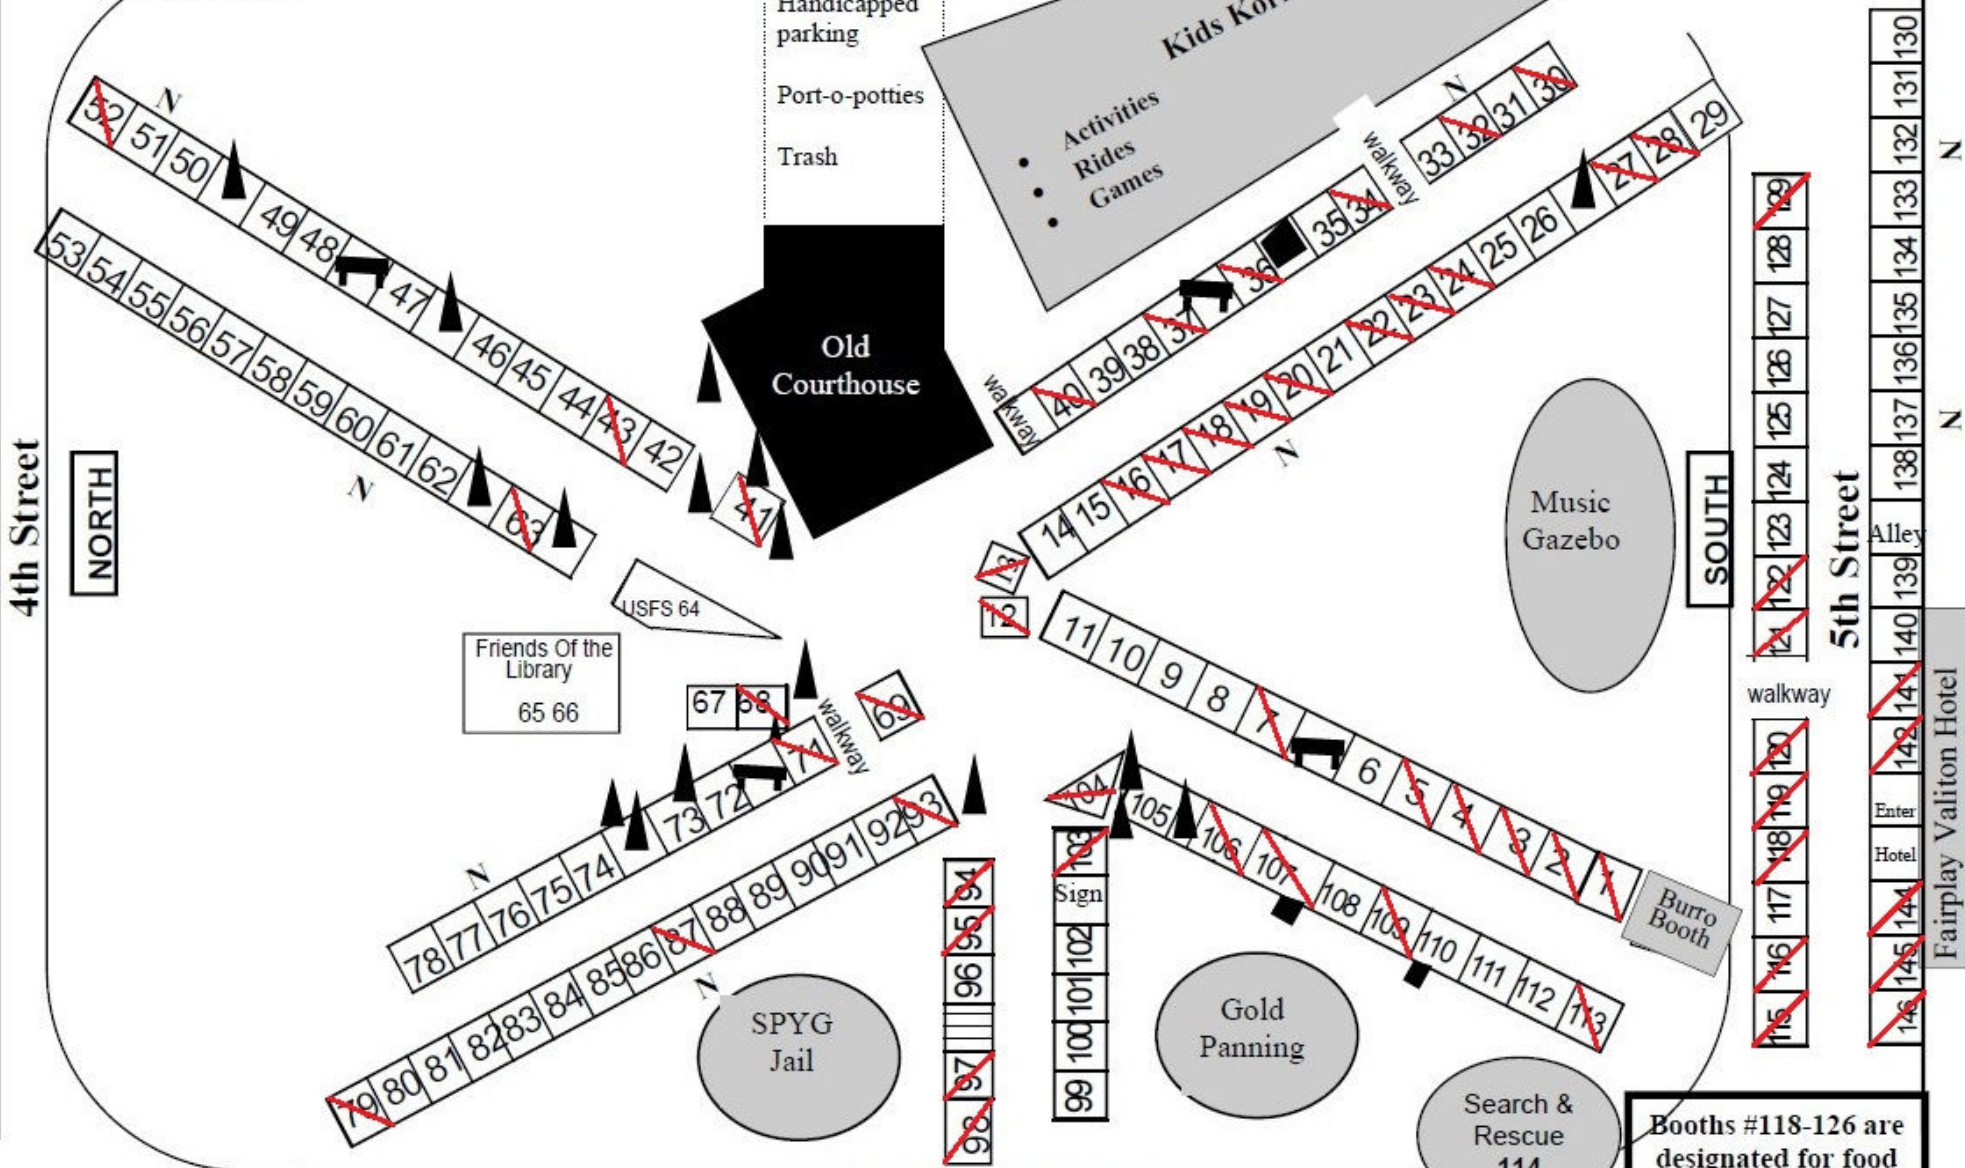 Handicapped
parking
Port-o-potties
Trash
• Activities
• Rides
• Games
Old
Courthouse
4th Street
NORTH
SOUTH
5th Street
Music
Gazebo
52 51 50 49 48 47 46 45 44 43 42
N
53 54 55 56 57 58 59 60 61 62 63
N
41
USFS 64
Friends Of the
Library
65 66
67 68
walkway
69
71 72 73 74 75 76 77 78
N
79 80 81 82 83 84 85 86 87 88 89 90 91 92 93
N
SPYG
Jail
94
95
96
97
98
103
Sign
102
101
100
99
104 105 106 107 108 109 110 111 112 113
Gold
Panning
Search &
Rescue
114
11 10 9 8 7 6 5 4 3 2 1
Burro
Booth
12
13
14 15 16 17 18 19 20 21 22 23 24 25 26 27 28 29
N
walkway
40 39 38 37 36 35 34
walkway
33 32 31 30
N
129
128
127
126
125
124
123
122
121
walkway
120
119
118
117
116
115
130
131
132
133
134
135
136
137
138
Alley
139
140
141
142
Enter
Hotel
144
145
146
N
N
Fairplay Valiton Hotel
Booths #118-126 are
designated for food